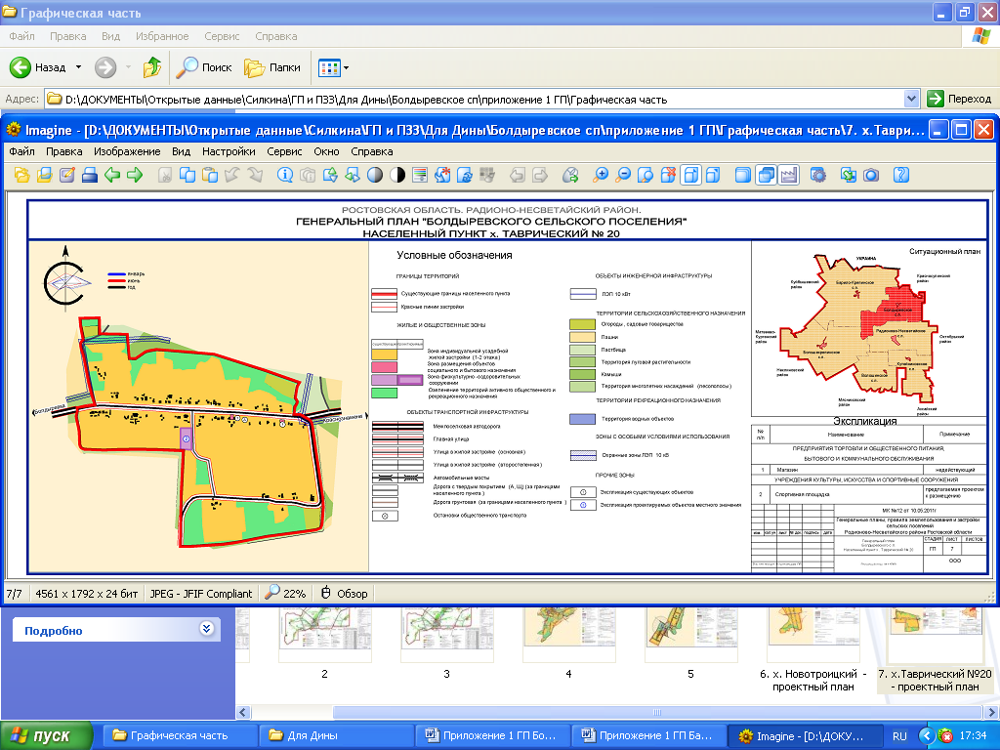 Графическая часть
Файл Правка Вид Избранное Сервис Справка
Назад Поиск Папки
Адрес: D:\ДОКУМЕНТЫ\Открытые данные\Силкина\ГП и ПЗЗ\Для Дины\Болдыревское сп\приложение 1 ГП\Графическая часть Переход
Imagine - [D:\ДОКУМЕНТЫ\Открытые данные\Силкина\ГП и ПЗЗ\Для Дины\Болдыревское сп\приложение 1 ГП\Графическая часть\7. х.Таври...
Файл Правка Изображение Вид Настройки Сервис Окно Справка
РОСТОВСКАЯ ОБЛАСТЬ. РАДИОНО-НЕСВЕТАЙСКИЙ РАЙОН.
ГЕНЕРАЛЬНЫЙ ПЛАН "БОЛДЫРЕВСКОГО СЕЛЬСКОГО ПОСЕЛЕНИЯ"
НАСЕЛЕННЫЙ ПУНКТ х. ТАВРИЧЕСКИЙ № 20
январь
июнь
год
Болдыревка
Условные обозначения
ГРАНИЦЫ ТЕРРИТОРИЙ
Существующие границы населенного пункта
Красные линии застройки
ЖИЛЫЕ И ОБЩЕСТВЕННЫЕ ЗОНЫ
Зона индивидуальной усадебной
жилой застройки (1-2 этажа)
Зона размещения объектов
социального и бытового назначения
Зона физкультурно -оздоровительных
сооружений
Озеленение территорий активного общественного и
рекреационного назначения
ОБЪЕКТЫ ТРАНСПОРТНОЙ ИНФРАСТРУКТУРЫ
Межпоселковая автодорога
Главная улица
Улица в жилой застройке (основная)
Улица в жилой застройке (второстепенная)
Автомобильные мосты
Дорога с твердым покрытием (А, Щ) (за границами
населенного пункта )
Дорога грунтовая (за границами населенного пункта )
Остановки общественного транспорта
ОБЪЕКТЫ ИНЖЕНЕРНОЙ ИНФРАСТРУКТУРЫ
ЛЭП 10 кВт
ТЕРРИТОРИИ СЕЛЬСКОХОЗЯЙСТВЕННОГО НАЗНАЧЕНИЯ
Огороды, садовые товарищества
Пашни
Пастбища
Территория луговой растительности
Камыши
Территория многолетних насаждений (лесополосы )
ТЕРРИТОРИИ РЕКРЕАЦИОННОГО НАЗНАЧЕНИЯ
Территория водных объектов
ЗОНЫ С ОСОБЫМИ УСЛОВИЯМИ ИСПОЛЬЗОВАНИЯ
Охранные зоны ЛЭП 10 кВ
ПРОЧИЕ ЗОНЫ
Экспликация существующих объектов
Экспликация проектируемых объектов местного значения
Ситуационный план
УКРАИНА
Куйбышевский
район
Красносулинский
район
Октябрьский
район
Мясниковский
район
Аксайский
район
Экспликация
№
п/п
Наименование
Примечание
ПРЕДПРИЯТИЯ ТОРГОВЛИ И ОБЩЕСТВЕННОГО ПИТАНИЯ,
БЫТОВОГО И КОММУНАЛЬНОГО ОБСЛУЖИВАНИЯ
1 Магазин недействующий
УЧРЕЖДЕНИЯ КУЛЬТУРЫ, ИСКУССТВА И СПОРТИВНЫЕ СООРУЖЕНИЯ
2 Спортивная площадка предлагаемая проектом
к размещению
МК №12 от 10.05.2011г
Генеральные планы, правила землепользования и застройки
сельских поселений
Родионово-Несветайского района Ростовской области
СТАДИЯ ЛИСТ ЛИСТОВ
ГП 7
ООО
7/7 4561 x 1792 x 24 бит JPEG - JFIF Compliant 22% Обзор
Подробно
2
3
4
5
6. х. Новотроицкий - проектный план
7. х.Таврический №20 - проектный план
пуск Графическая часть Для Дины Приложение 1 ГП Бо... Приложение 1 ГП Ба... Imagine - [D:\ДОКУ... RU 17:34